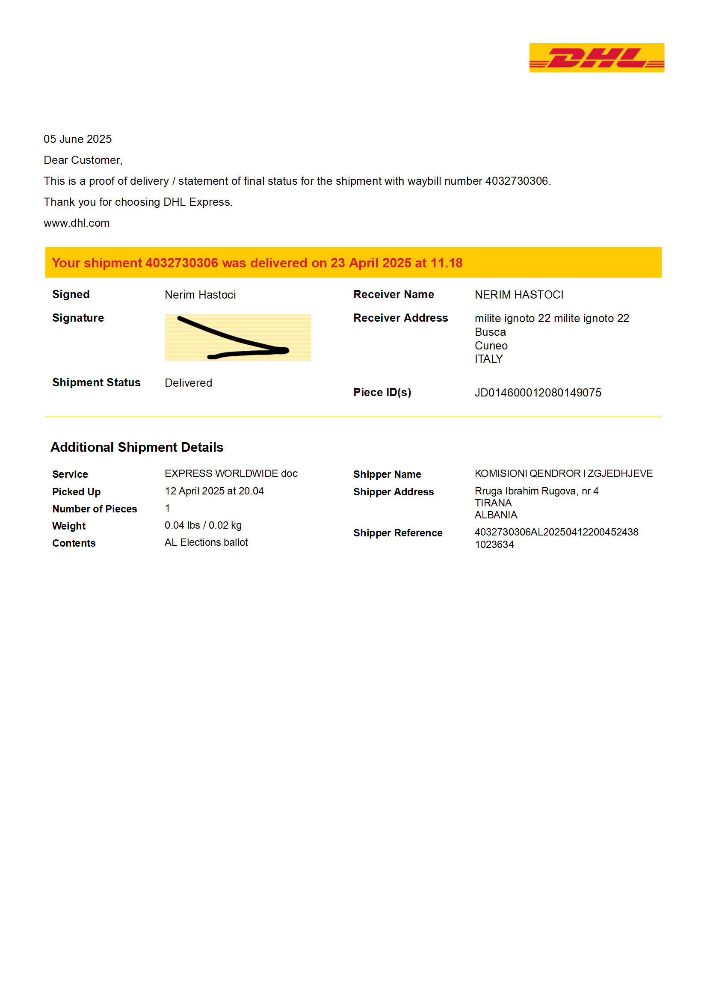 DHL
05 June 2025
Dear Customer,
This is a proof of delivery / statement of final status for the shipment with waybill number 4032730306.
Thank you for choosing DHL Express.
www.dhl.com
Your shipment 4032730306 was delivered on 23 April 2025 at 11.18
Signed Nerim Hastoci
Receiver Name NERIM HASTOCI
Signature
Receiver Address milite ignoto 22 milite ignoto 22
Busca
Cuneo
ITALY
Shipment Status Delivered
Piece ID(s) JD014600012080149075
Additional Shipment Details
Service EXPRESS WORLDWIDE doc
Shipper Name KOMISIONI QENDROR I ZGJEDHJEVE
Picked Up 12 April 2025 at 20.04
Shipper Address Rruga Ibrahim Rugova, nr 4
TIRANA
ALBANIA
Number of Pieces 1
Weight 0.04 lbs / 0.02 kg
Shipper Reference 4032730306AL20250412200452438
1023634
Contents AL Elections ballot